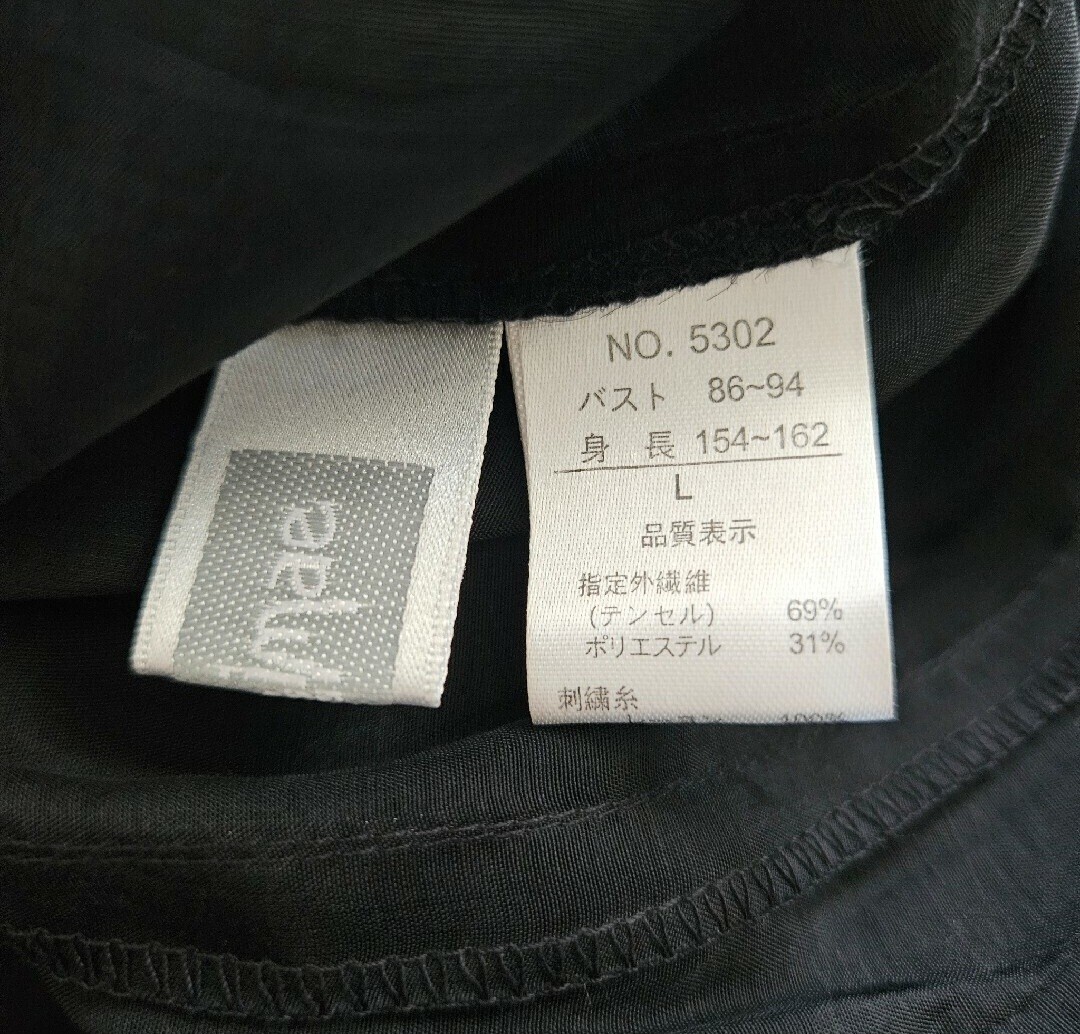 NO. 5302
バスト 86~94
身 長 154~162
L
品質表示
指定外繊維
(テンセル) 69%
ポリエステル 31%
刺繍糸
100%